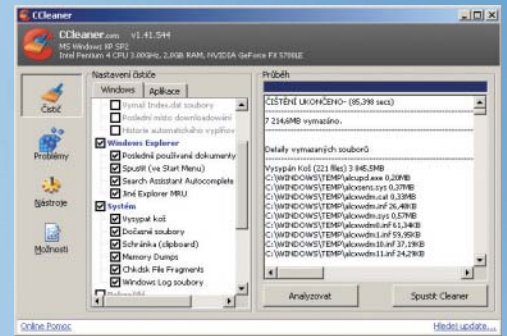 CCleaner
CCleaner.com v1.41.544
MS Windows XP SP2
Intel Pentium 4 CPU 3.00GHz, 2,0GB RAM, NVIDIA GeForce FX 5700LE
Čistič
Problémy
Nástroje
Možnosti
Nastavení čističe
Windows
Aplikace
Vymaž Index.dat soubory
Poslední místo downloadování
Historie automatického vyplňov
Windows Explorer
Posledné používané dokumenty
Spustit (ve Start Menu)
Search Assistant Autocomplete
Jiné Explorer MRU
Systém
Vysypat koš
Dočasné soubory
Schránka (clipboard)
Memory Dumps
Chkdsk File Fragments
Windows Log soubory
Průběh
ČIŠTĚNÍ UKONČENO- (85,398 secs)
7 214,6MB vymazáno.
Detaily vymazaných souborů
Vysypán Koš (221 files) 3 845,5MB
C:\WINDOWS\TEMP\alcupd.exe 0,20MB
C:\WINDOWS\TEMP\alcxsens.sys 0,37MB
C:\WINDOWS\TEMP\alcxwdm.cat 0,33MB
C:\WINDOWS\TEMP\alcxwdm.inf 26,40KB
C:\WINDOWS\TEMP\alcxwdm.sys 0,57MB
C:\WINDOWS\TEMP\alcxwdm0.inf 61,34KB
C:\WINDOWS\TEMP\alcxwdm1.inf 59,95KB
C:\WINDOWS\TEMP\alcxwdm10.inf 37,19KB
C:\WINDOWS\TEMP\alcxwdm11.inf 24,29KB
Analyzovat
Spustit Cleaner
Online Pomoc
Hledej update...